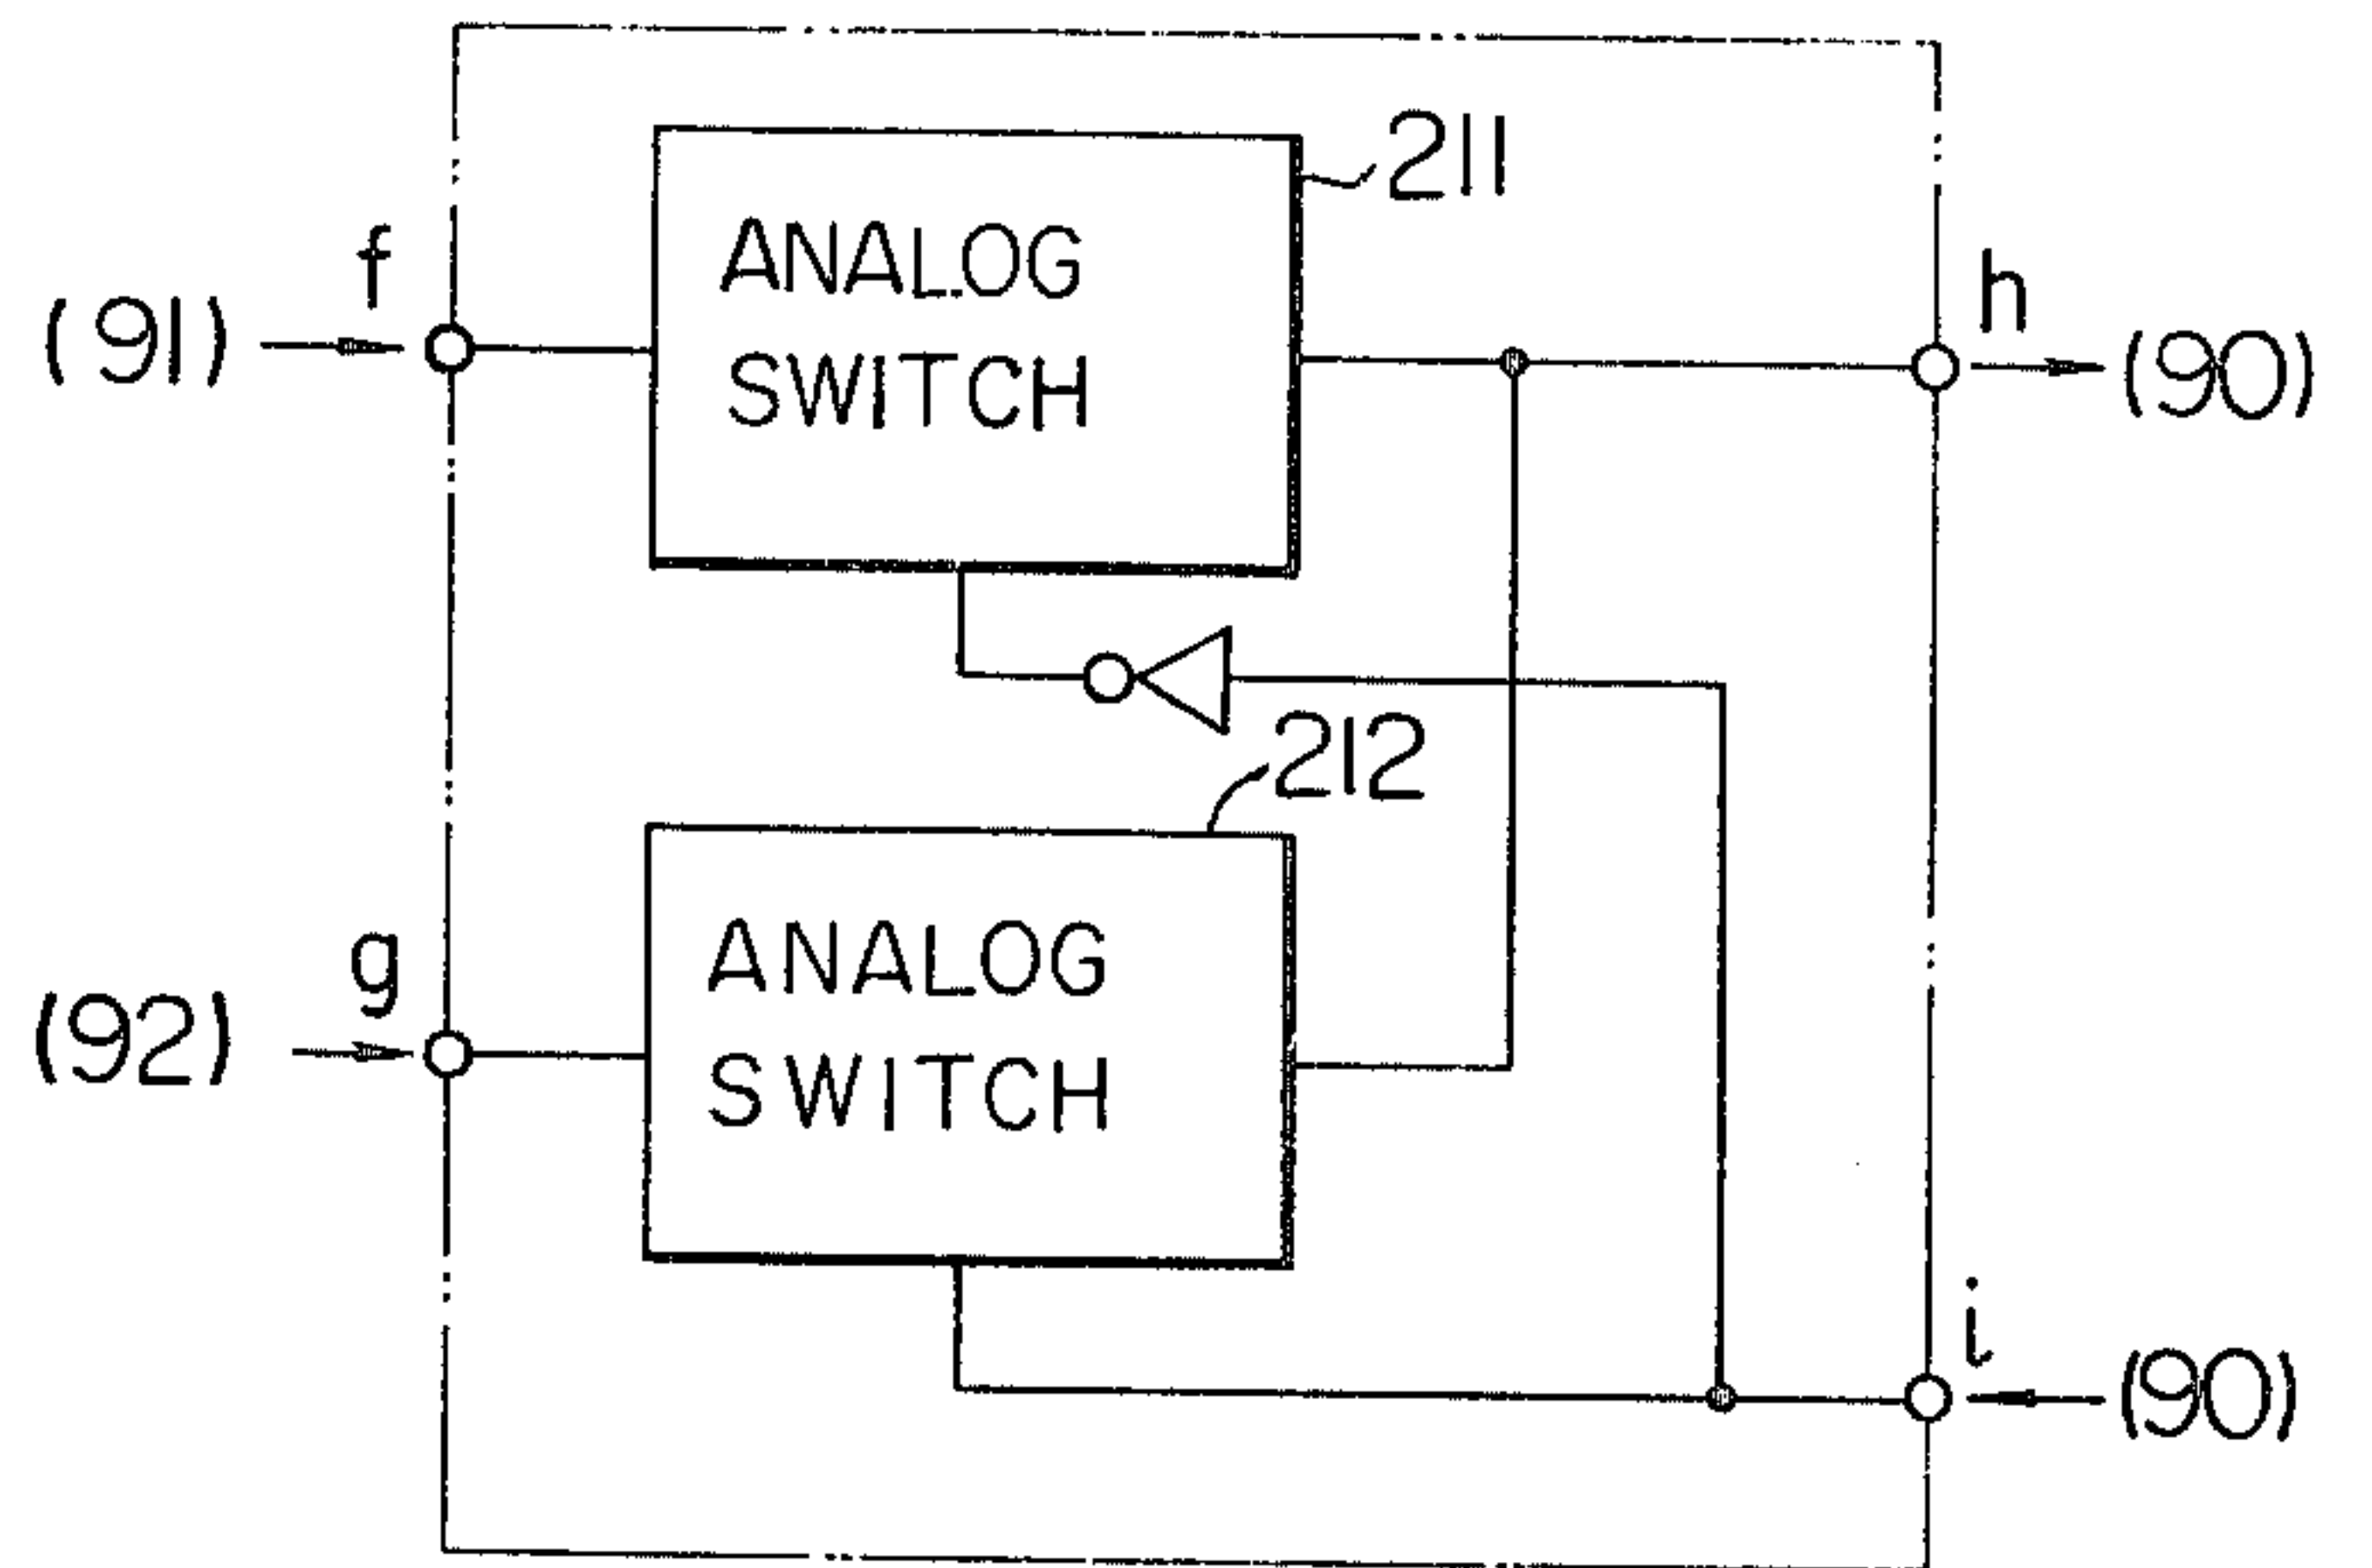 211
f
(91)
ANALOG
SWITCH
h
(90)
212
g
(92)
ANALOG
SWITCH
i
(90)